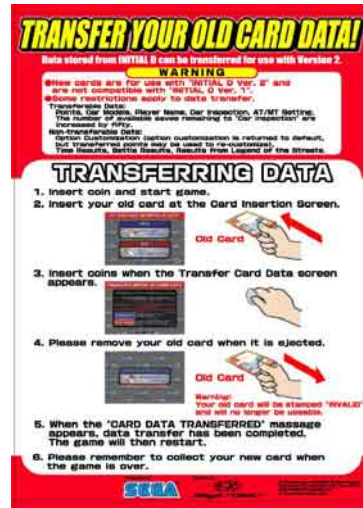 TRANSFER YOUR OLD CARD DATA!
Data stored from INITIAL D can be transferred for use with Version 2.
WARNING
●New cards are for use with "INITIAL D Ver. 2" and
are not compatible with "INITIAL D Ver. 1".
●Some restrictions apply to data transfer.
Transferable Data:
Points, Car Models, Player Name, Car Inspection, AT/MT Setting.
The number of available saves remaining to "Car Inspection" are
increased by fifty.
Non-transferable Data:
Option Customization (option customization is returned to default,
but transferred points may be used to re-customize).
Time Results, Battle Results, Results from Legend of the Streets.
TRANSFERRING DATA
1. Insert coin and start game.
2. Insert your old card at the Card Insertion Screen.
Old Card
3. Insert coins when the Transfer Card Data screen
appears.
4. Please remove your old card when it is ejected.
Old Card
Warning:
Your old card will be stamped "INVALID"
and will no longer be useable.
5. When the "CARD DATA TRANSFERRED" massage
appears, data transfer has been completed.
The game will then restart.
6. Please remember to collect your new card when
the game is over.
SEGA